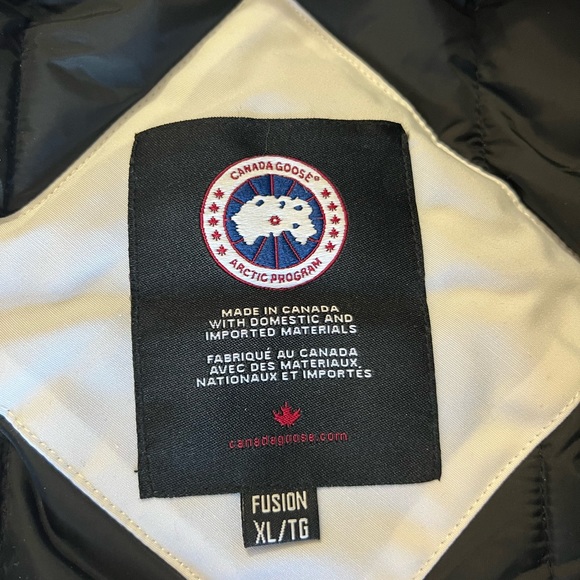 CANADA GOOSE®
ARCTIC PROGRAM
MADE IN CANADA
WITH DOMESTIC AND
IMPORTED MATERIALS
FABRIQUÉ AU CANADA
AVEC DES MATERIAUX
NATIONAUX ET IMPORTÉS
canadagoose.com
FUSION
XL/TG